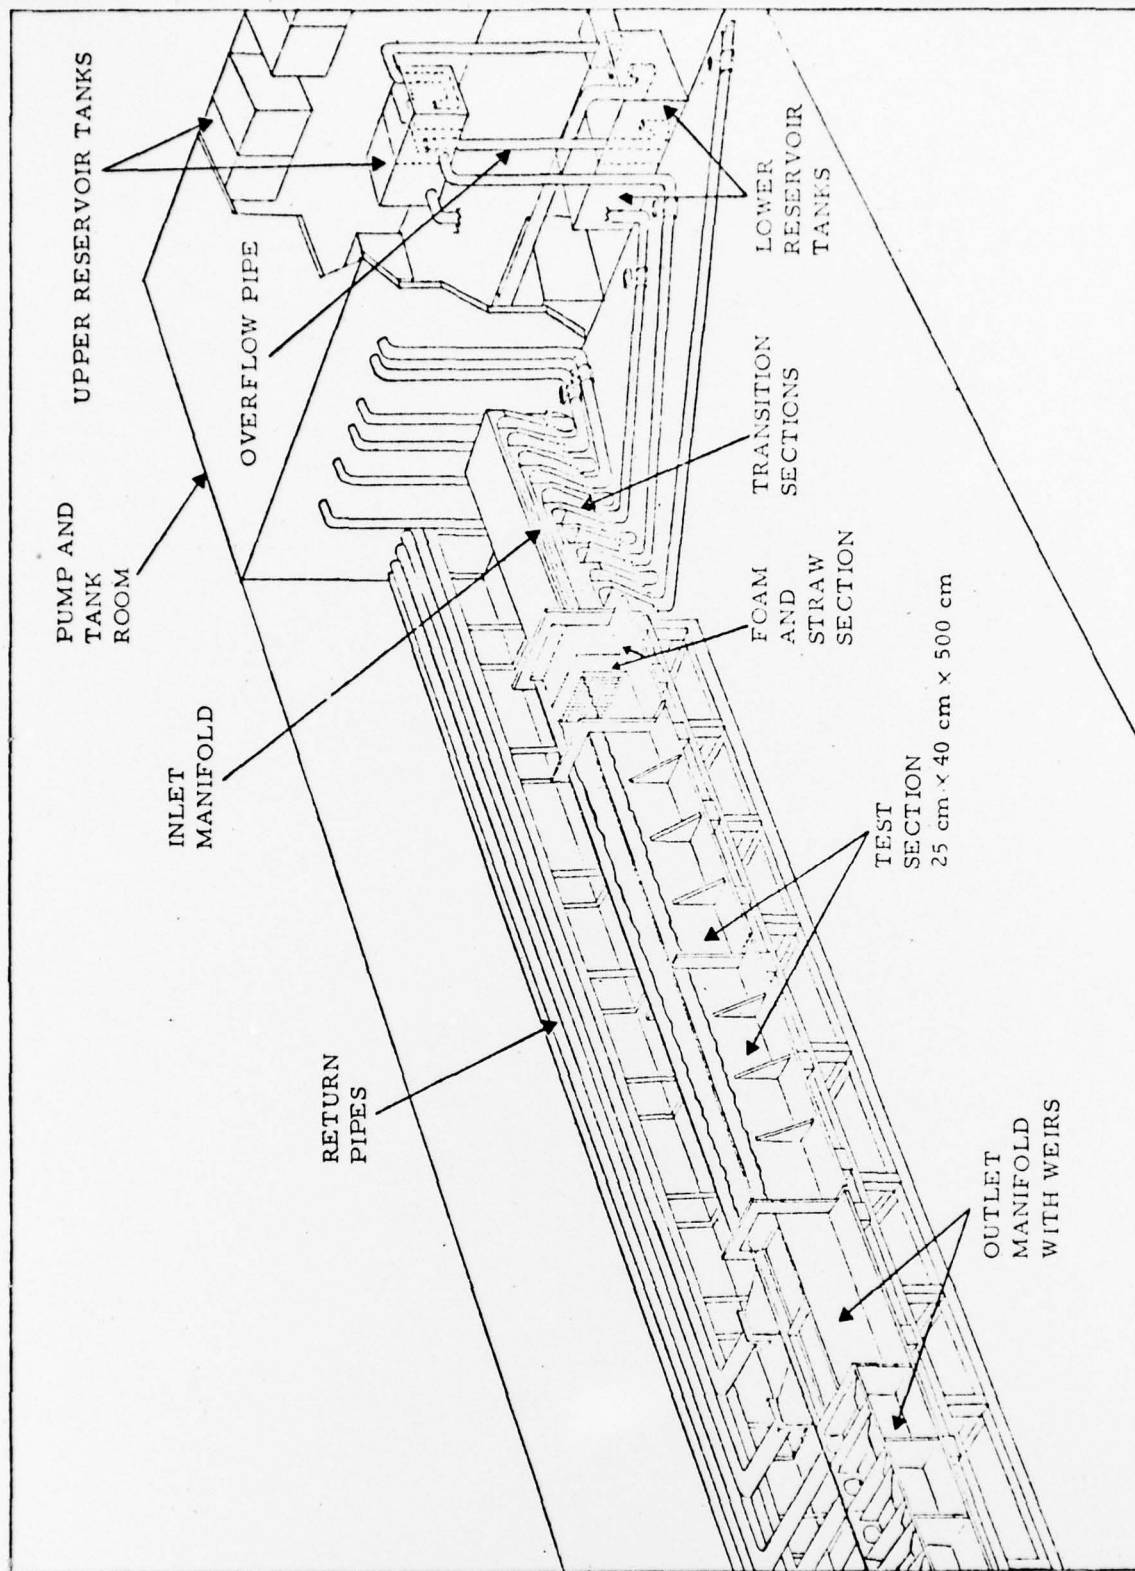 UPPER RESERVOIR TANKS
PUMP AND
TANK
ROOM
OVERFLOW PIPE
INLET
MANIFOLD
LOWER
RESERVOIR
TANKS
TRANSITION
SECTIONS
FOAM
AND
STRAW
SECTION
RETURN
PIPES
TEST
SECTION
25 cm × 40 cm × 500 cm
OUTLET
MANIFOLD
WITH WEIRS